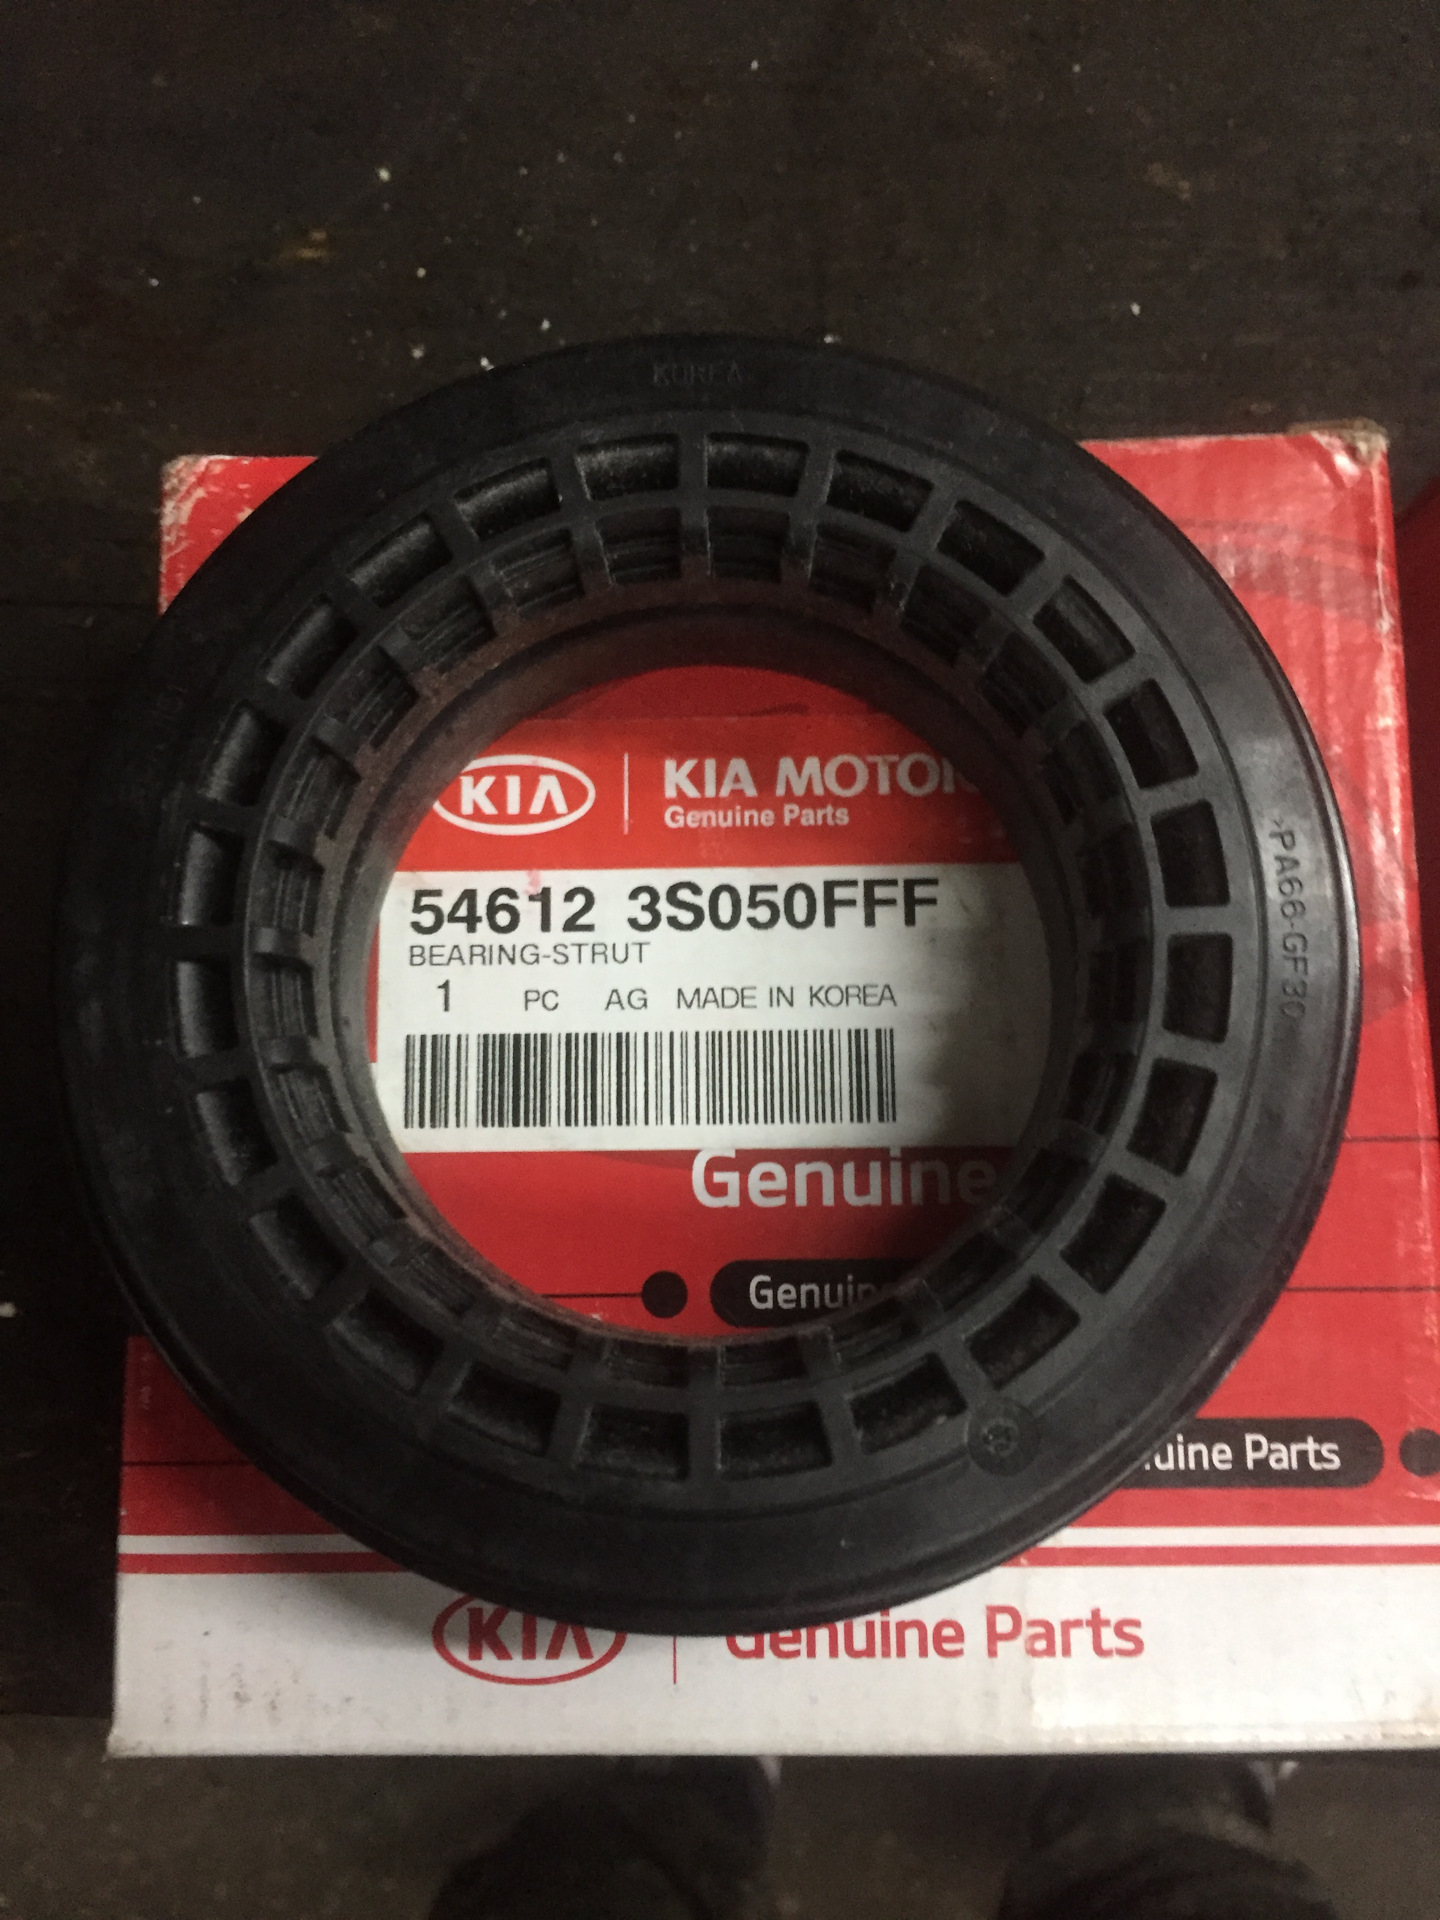 KOREA
KIA
KIA MOTOR
Genuine Parts
54612 3S050FFF
BEARING-STRUT
1 PC AG MADE IN KOREA
>PA66-GF30
Genuine
Genuine
uine Parts
KIA
Genuine Parts